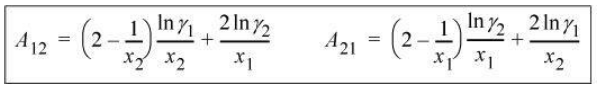 A₁₂ = (2 − 1/x₂) ln γ₁/x₂ + 2 ln γ₂/x₁     A₂₁ = (2 − 1/x₁) ln γ₂/x₁ + 2 ln γ₁/x₂